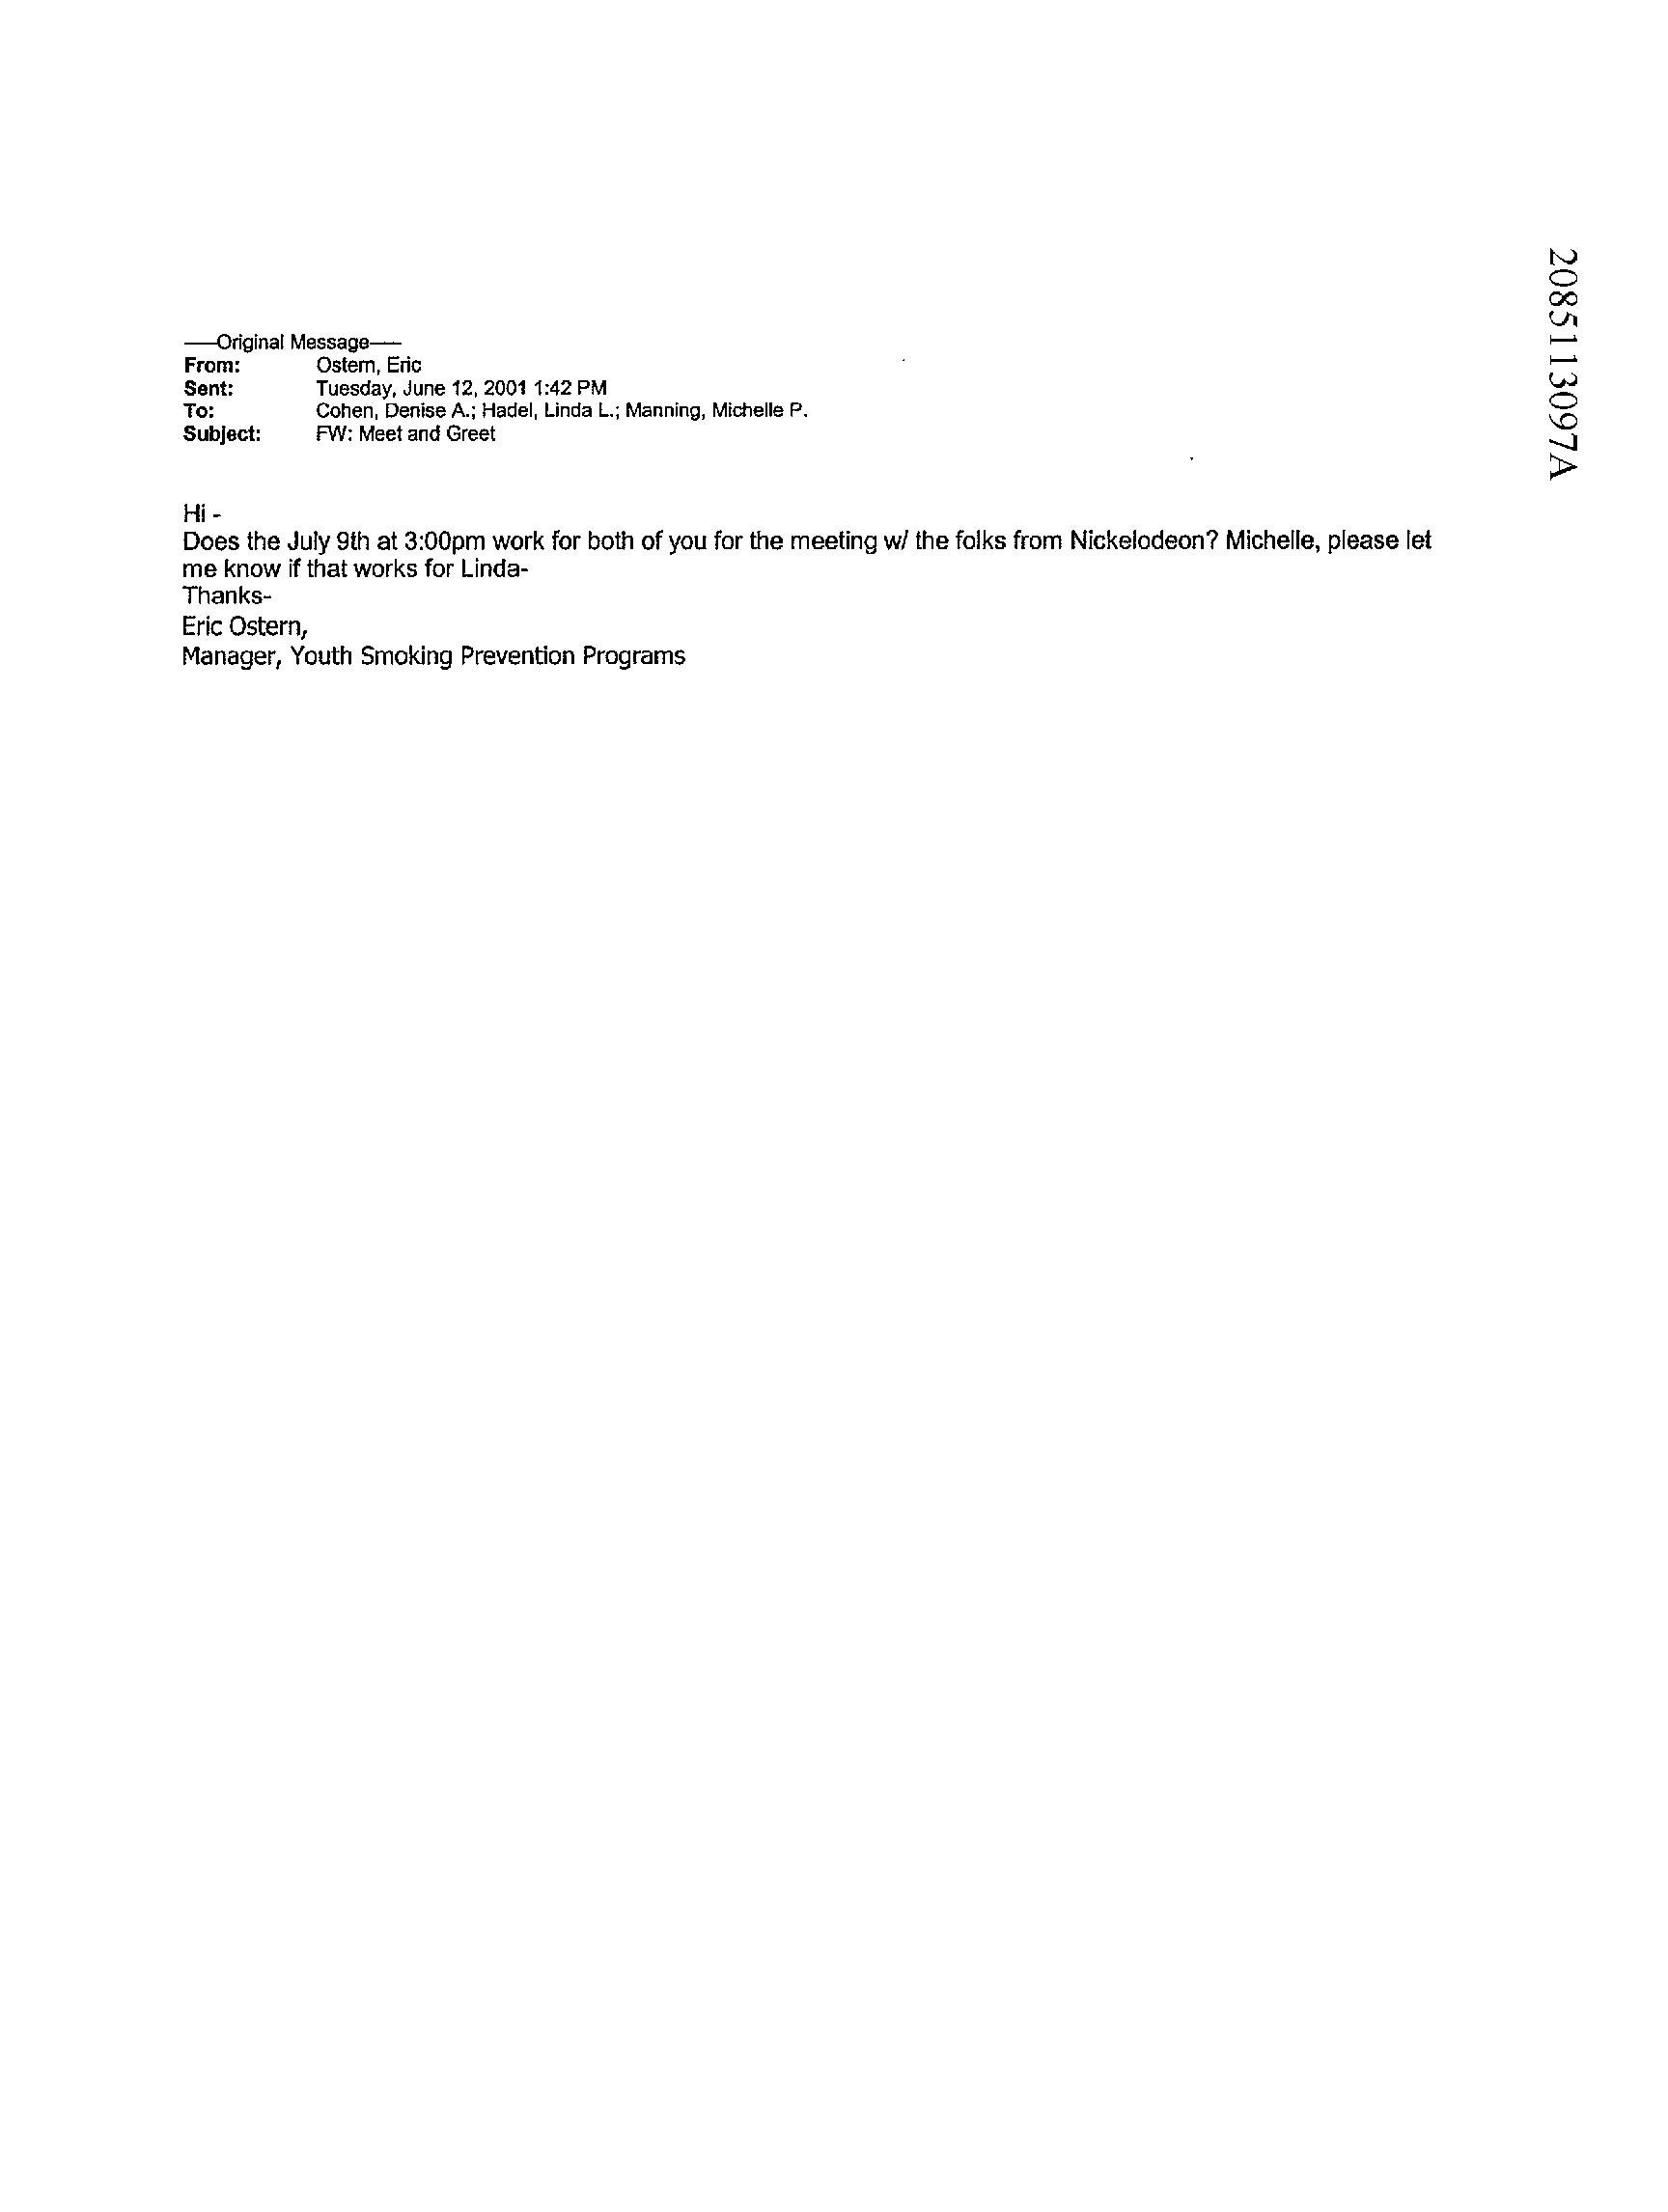 -----Original Message-----
From: Ostern, Eric
Sent: Tuesday, June 12, 2001 1:42 PM
To: Cohen, Denise A.; Hadel, Linda L.; Manning, Michelle P.
Subject: FW: Meet and Greet
Hi -
Does the July 9th at 3:00pm work for both of you for the meeting w/ the folks from Nickelodeon? Michelle, please let
me know if that works for Linda-
Thanks-
Eric Ostern,
Manager, Youth Smoking Prevention Programs
2085113097A